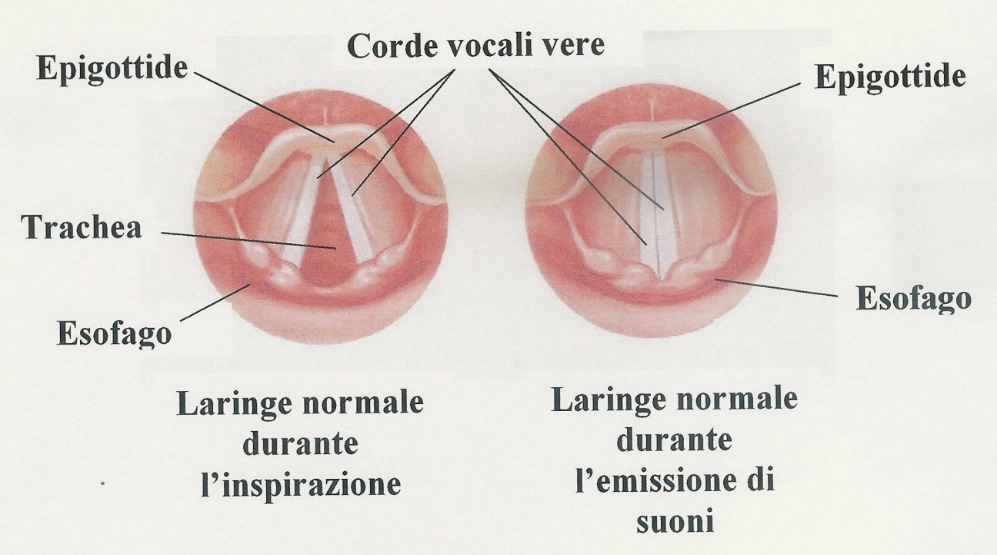 Corde vocali vere
Epigottide
Epigottide
Trachea
Esofago
Esofago
Laringe normale
durante
l'inspirazione
Laringe normale
durante
l'emissione di
suoni